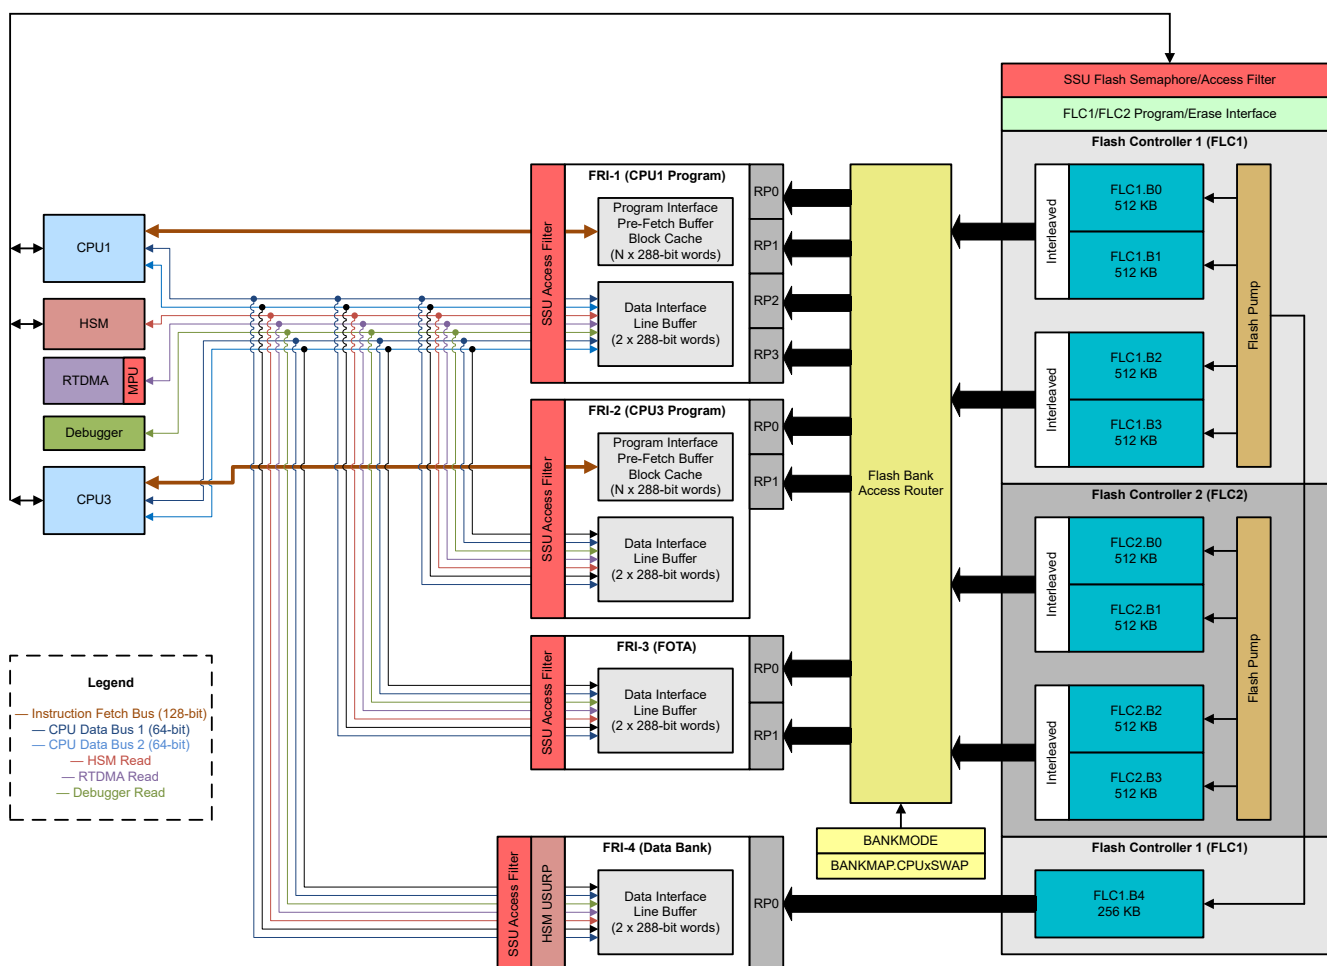 SSU Flash Semaphore/Access Filter
FLC1/FLC2 Program/Erase Interface
Flash Controller 1 (FLC1)
Interleaved
FLC1.B0
512 KB
FLC1.B1
512 KB
Interleaved
FLC1.B2
512 KB
FLC1.B3
512 KB
Flash Pump
Flash Controller 2 (FLC2)
Interleaved
FLC2.B0
512 KB
FLC2.B1
512 KB
Interleaved
FLC2.B2
512 KB
FLC2.B3
512 KB
Flash Pump
Flash Controller 1 (FLC1)
FLC1.B4
256 KB
CPU1
HSM
RTDMA
MPU
Debugger
CPU3
SSU Access Filter
FRI-1 (CPU1 Program)
Program Interface
Pre-Fetch Buffer
Block Cache
(N x 288-bit words)
Data Interface
Line Buffer
(2 x 288-bit words)
RP0
RP1
RP2
RP3
SSU Access Filter
FRI-2 (CPU3 Program)
Program Interface
Pre-Fetch Buffer
Block Cache
(N x 288-bit words)
Data Interface
Line Buffer
(2 x 288-bit words)
RP0
RP1
SSU Access Filter
FRI-3 (FOTA)
Data Interface
Line Buffer
(2 x 288-bit words)
RP0
RP1
SSU Access Filter
HSM USURP
FRI-4 (Data Bank)
Data Interface
Line Buffer
(2 x 288-bit words)
RP0
Flash Bank
Access Router
BANKMODE
BANKMAP.CPUxSWAP
Legend
Instruction Fetch Bus (128-bit)
CPU Data Bus 1 (64-bit)
CPU Data Bus 2 (64-bit)
HSM Read
RTDMA Read
Debugger Read